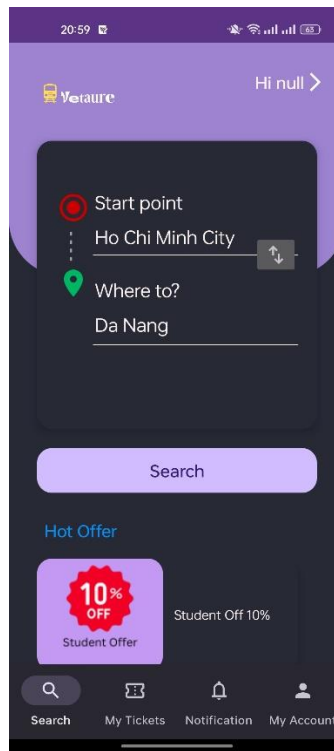 20:59
63
Vetaure
Hi null
Start point
Ho Chi Minh City
Where to?
Da Nang
Search
Hot Offer
10%
OFF
Student Offer
Student Off 10%
Search
My Tickets
Notification
My Account